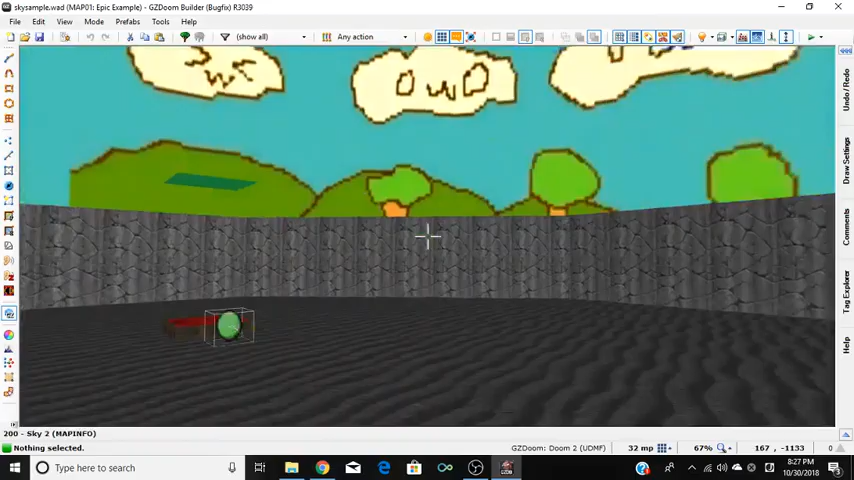 skysample.wad (MAP01: Epic Example) - GZDoom Builder (Bugfix) R3039
File Edit View Mode Prefabs Tools Help
(show all) Any action
OwO
Undo / Redo
Draw Settings
Comments
Tag Explorer
Help
200 - Sky 2 (MAPINFO)
Nothing selected. GZDoom: Doom 2 (UDMF) 32 mp 67% 167 , -1133 0
Type here to search
8:27 PM
10/30/2018